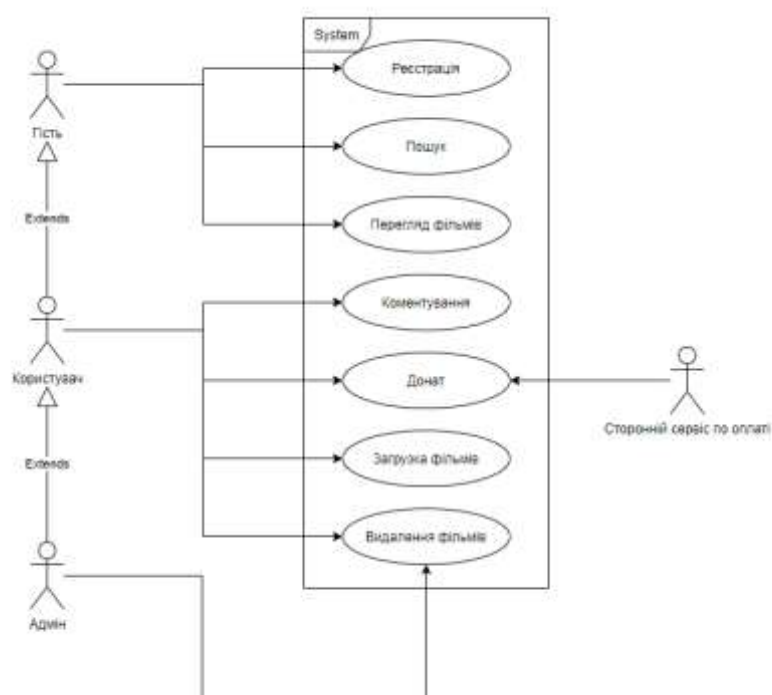 System
Реєстрація
Гість
Пошук
Extends
Перегляд фільмів
Коментування
Користувач
Донат
Сторонній сервіс по оплаті
Extends
Загрузка фільмів
Видалення фільмів
Адмін